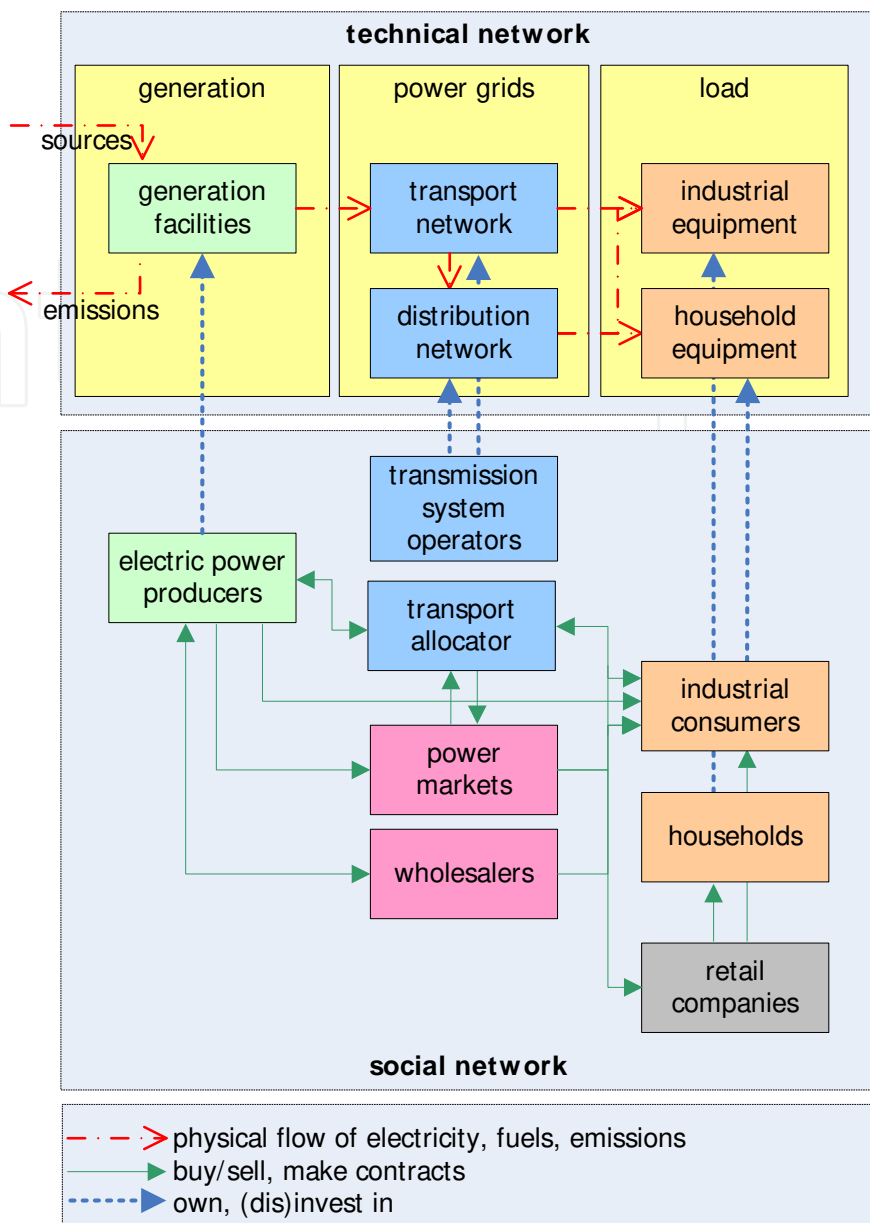 technical network
generation
power grids
load
sources
generation
facilities
transport
network
industrial
equipment
emissions
distribution
network
household
equipment
transmission
system
operators
electric power
producers
transport
allocator
industrial
consumers
power
markets
households
wholesalers
retail
companies
social network
physical flow of electricity, fuels, emissions
buy/sell, make contracts
own, (dis)invest in